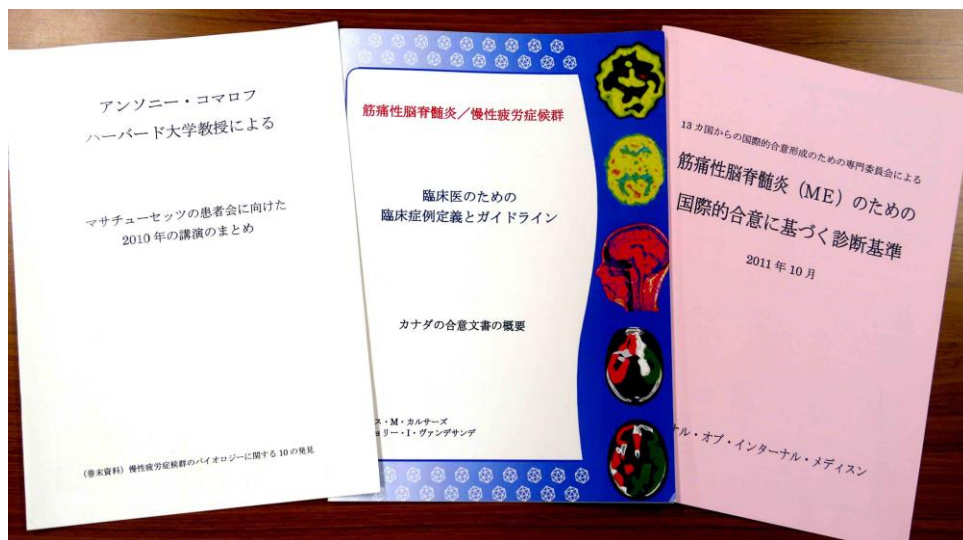 アンソニー・コマロフ
ハーバード大学教授による
マサチューセッツの患者会に向けた
2010年の講演のまとめ
(巻末資料)慢性疲労症候群のバイオロジーに関する10の発見
筋痛性脳脊髄炎/慢性疲労症候群
臨床医のための
臨床症例定義とガイドライン
カナダの合意文書の概要
ス・M・カルサーズ
ョリー・I・ヴァンデサンデ
13カ国からの国際的合意形成のための専門委員会による
筋痛性脳脊髄炎(ME)のための
国際的合意に基づく診断基準
2011年10月
ナル・オブ・インターナル・メディスン